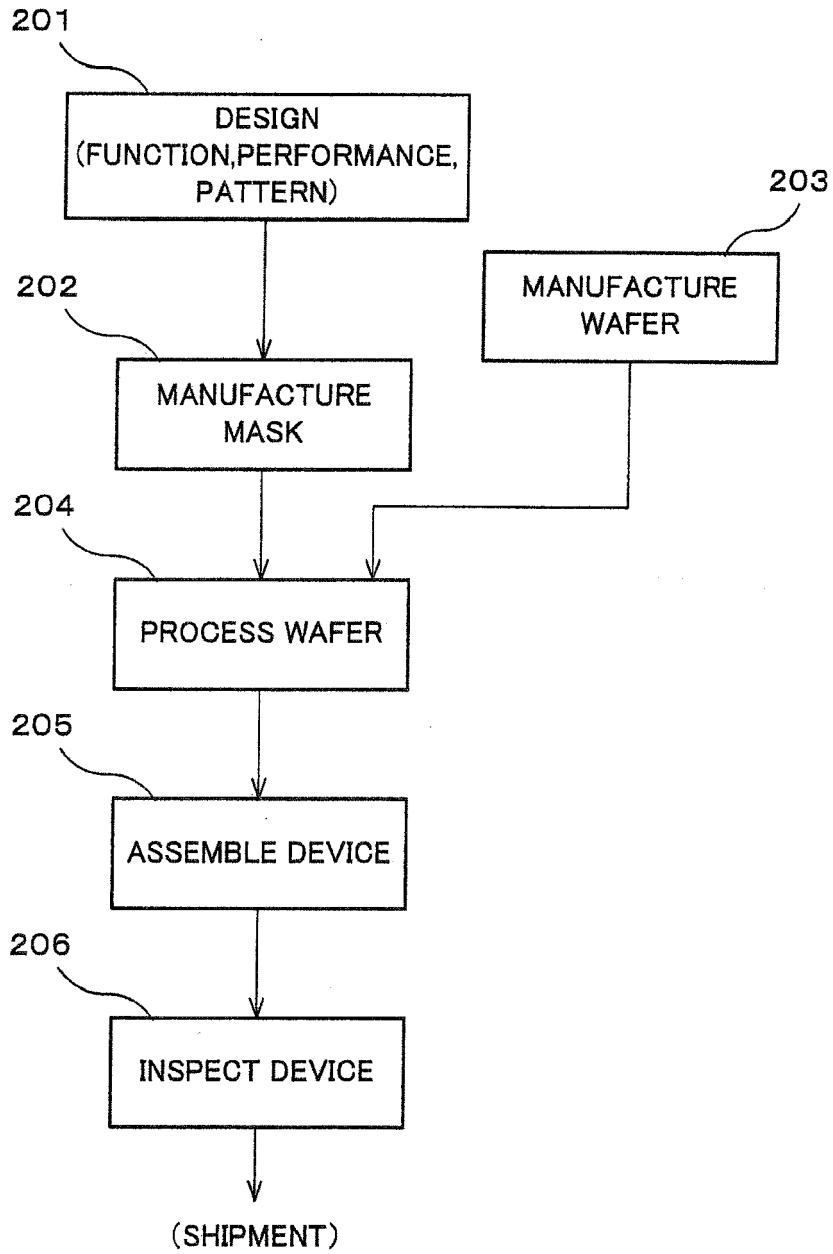 201
DESIGN
(FUNCTION,PERFORMANCE,
PATTERN)
203
MANUFACTURE
WAFER
202
MANUFACTURE
MASK
204
PROCESS WAFER
205
ASSEMBLE DEVICE
206
INSPECT DEVICE
(SHIPMENT)